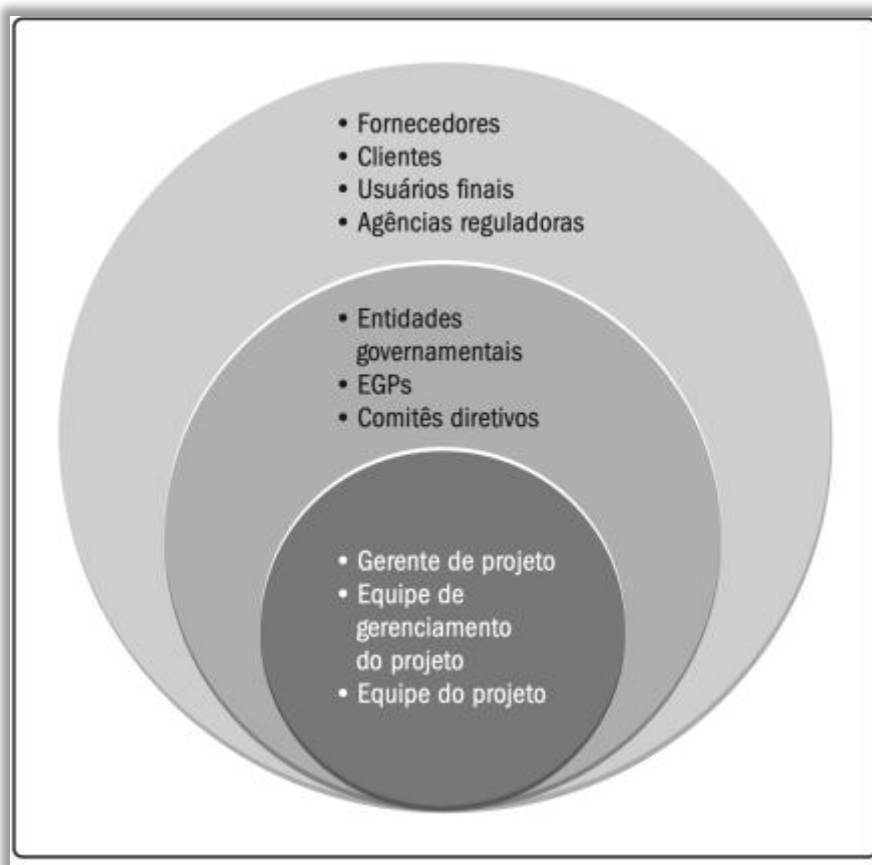 • Fornecedores
• Clientes
• Usuários finais
• Agências reguladoras
• Entidades
governamentais
• EGPs
• Comitês diretivos
• Gerente de projeto
• Equipe de
gerenciamento
do projeto
• Equipe do projeto